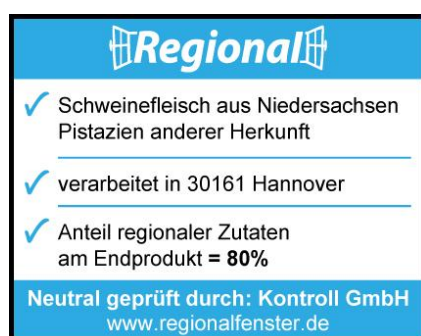 Regional
Schweinefleisch aus Niedersachsen
Pistazien anderer Herkunft
verarbeitet in 30161 Hannover
Anteil regionaler Zutaten
am Endprodukt = 80%
Neutral geprüft durch: Kontroll GmbH
www.regionalfenster.de